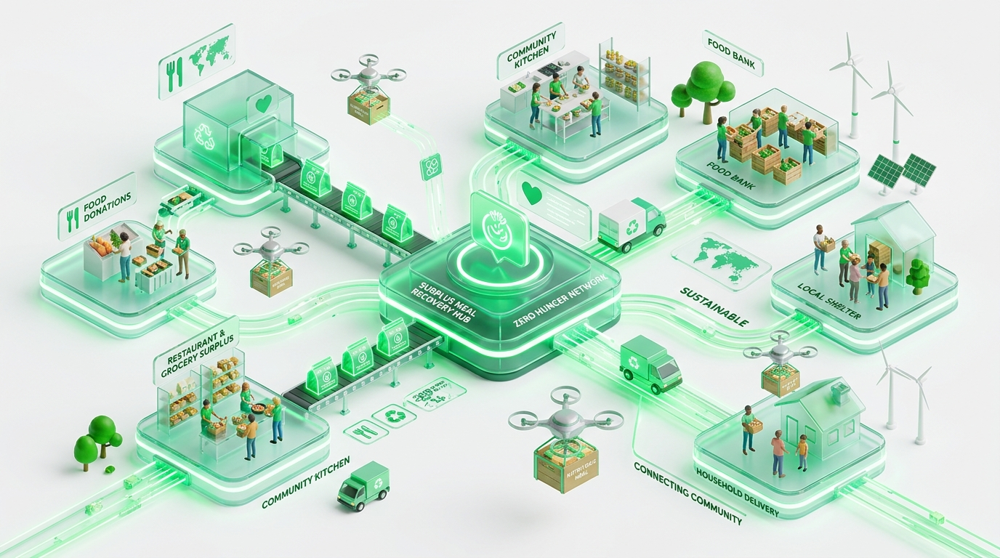 COMMUNITY
KITCHEN
FOOD BANK
FOOD
DONATIONS
FOOD BANK
SURPLUS MEAL
RECOVERY HUB
ZERO HUNGER NETWORK
SUSTAINABLE
LOCAL SHELTER
RESTAURANT &
GROCERY SURPLUS
COMMUNITY KITCHEN
CONNECTING COMMUNITY
HOUSEHOLD DELIVERY